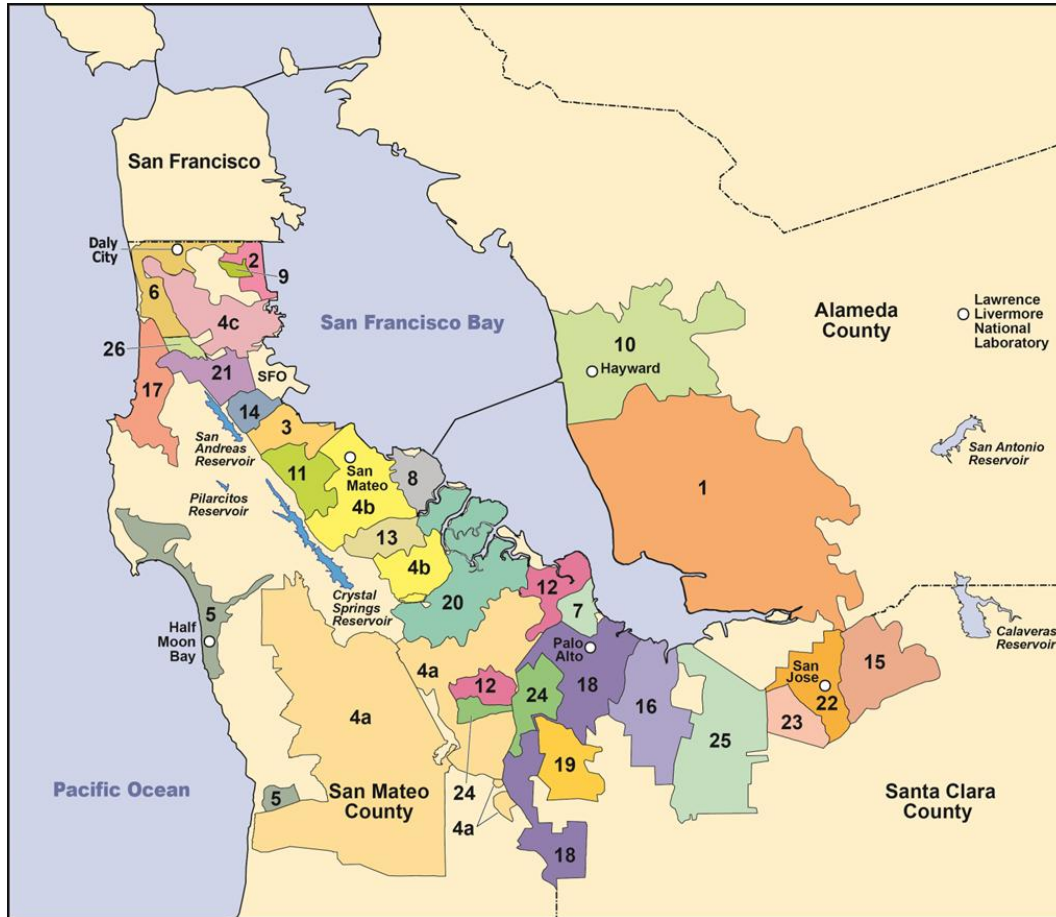 San Francisco
Daly
City
2
9
6
4c
San Francisco Bay
Alameda
County
Lawrence
Livermore
National
Laboratory
10
Hayward
26
21
SFO
17
14
3
San
Andreas
Reservoir
11
San
Mateo
8
San Antonio
Reservoir
1
Pilarcitos
Reservoir
4b
13
4b
12
Crystal
Springs
Reservoir
20
7
5
Half
Moon
Bay
Palo
Alto
Calaveras
Reservoir
4a
12
24
18
16
San
Jose
15
22
4a
23
25
19
Pacific Ocean
5
San Mateo
County
24
4a
Santa Clara
County
18